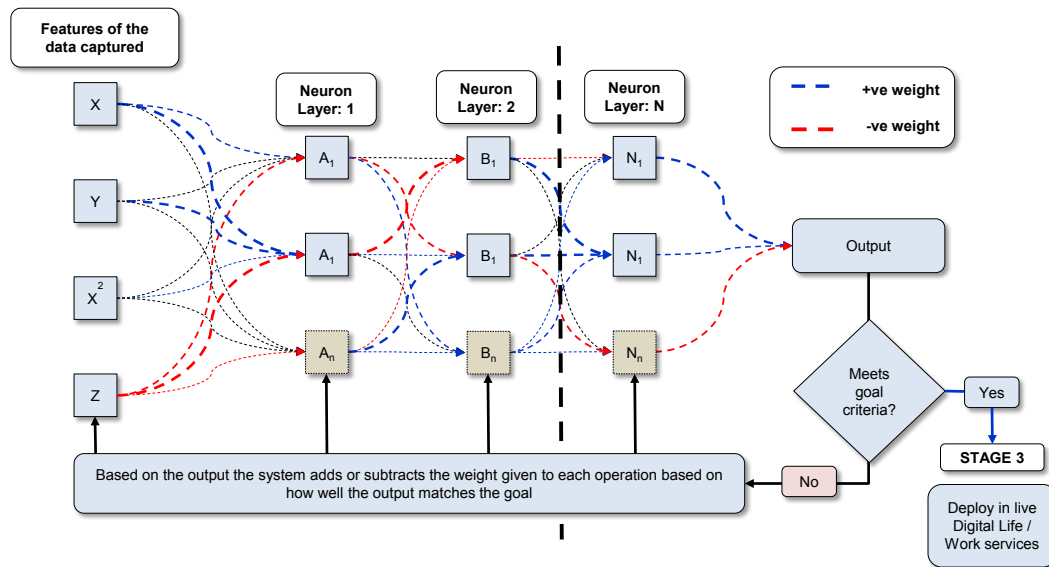 Features of the
data captured
Neuron
Layer: 1
Neuron
Layer: 2
Neuron
Layer: N
+ve weight
-ve weight
X
Y
X²
Z
A₁
A₁
Aₙ
B₁
B₁
Bₙ
N₁
N₁
Nₙ
Output
Meets
goal
criteria?
Yes
No
STAGE 3
Deploy in live
Digital Life /
Work services
Based on the output the system adds or subtracts the weight given to each operation based on
how well the output matches the goal